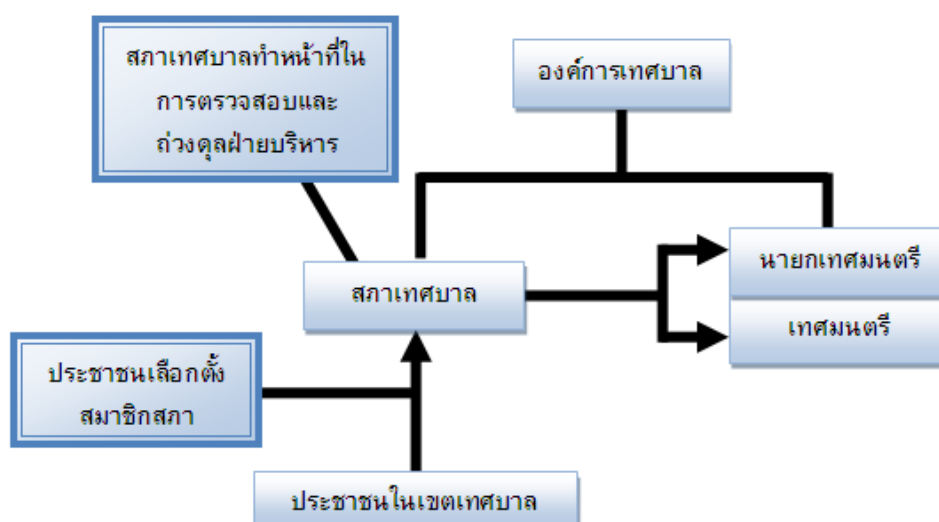 สภาเทศบาลทำหน้าที่ใน
การตรวจสอบและ
ถ่วงดุลฝ่ายบริหาร
องค์การเทศบาล
นายกเทศมนตรี
สภาเทศบาล
เทศมนตรี
ประชาชนเลือกตั้ง
สมาชิกสภา
ประชาชนในเขตเทศบาล